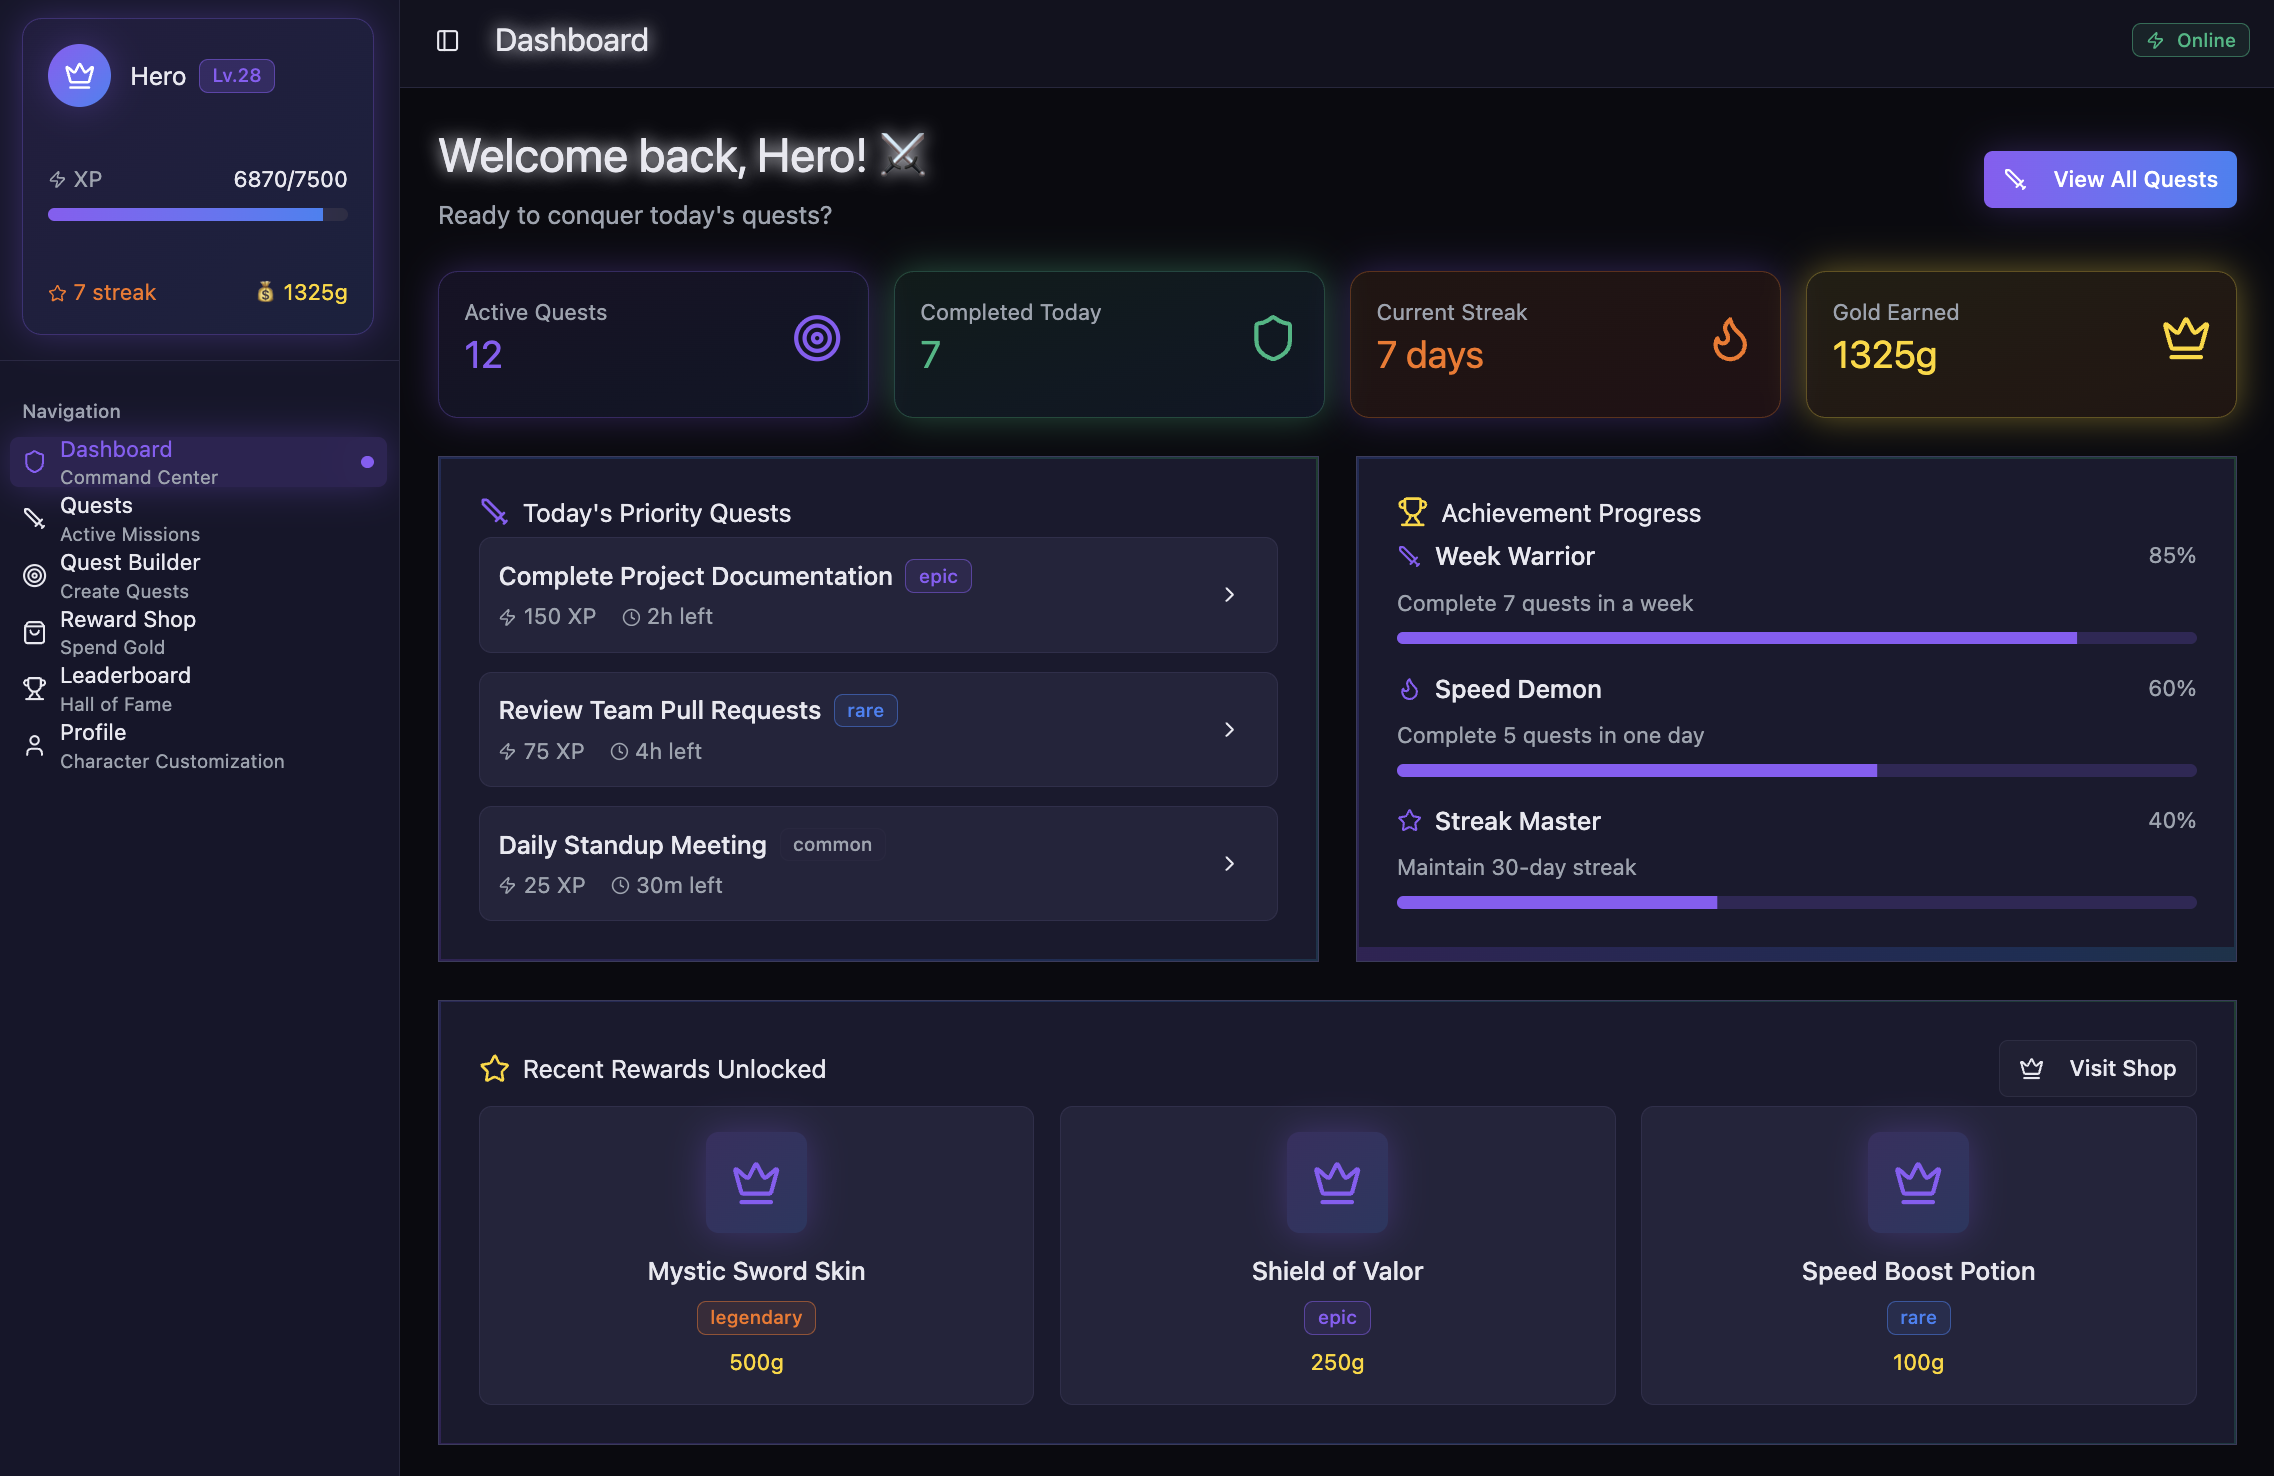 Hero
Lv.28
XP
6870/7500
7 streak
1325g
Navigation
Dashboard
Command Center
Quests
Active Missions
Quest Builder
Create Quests
Reward Shop
Spend Gold
Leaderboard
Hall of Fame
Profile
Character Customization
Dashboard
Online
Welcome back, Hero! ⚔️
Ready to conquer today's quests?
View All Quests
Active Quests
12
Completed Today
7
Current Streak
7 days
Gold Earned
1325g
Today's Priority Quests
Complete Project Documentation
epic
150 XP
2h left
Review Team Pull Requests
rare
75 XP
4h left
Daily Standup Meeting
common
25 XP
30m left
Achievement Progress
Week Warrior
85%
Complete 7 quests in a week
Speed Demon
60%
Complete 5 quests in one day
Streak Master
40%
Maintain 30-day streak
Recent Rewards Unlocked
Visit Shop
Mystic Sword Skin
legendary
500g
Shield of Valor
epic
250g
Speed Boost Potion
rare
100g